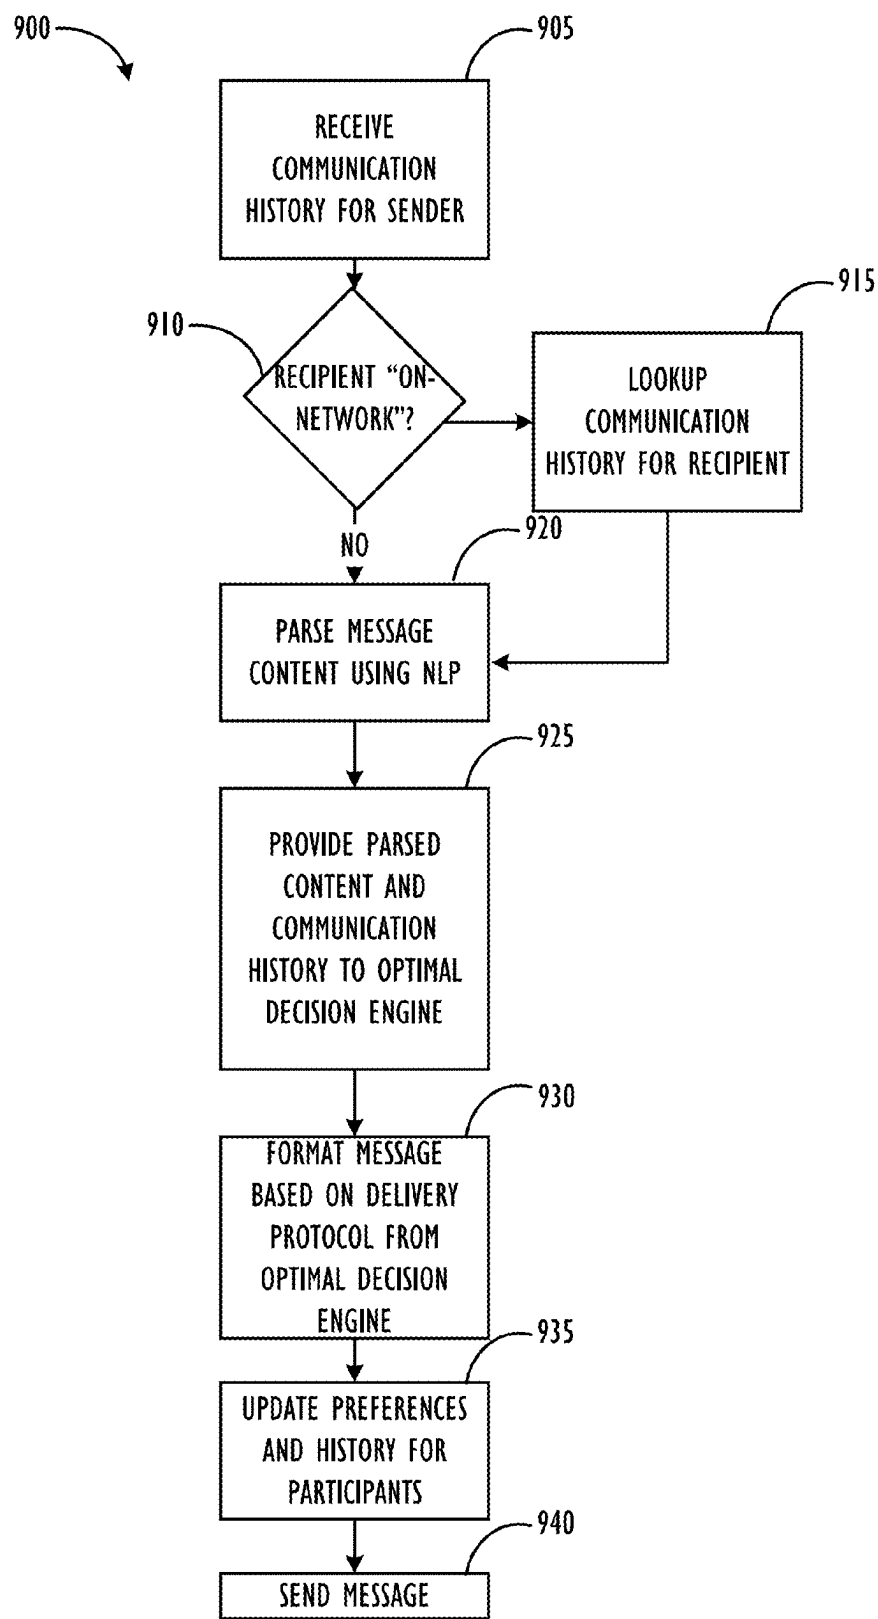 900
905
RECEIVE
COMMUNICATION
HISTORY FOR SENDER
910
RECIPIENT “ON-
NETWORK”?
915
LOOKUP
COMMUNICATION
HISTORY FOR RECIPIENT
NO
920
PARSE MESSAGE
CONTENT USING NLP
925
PROVIDE PARSED
CONTENT AND
COMMUNICATION
HISTORY TO OPTIMAL
DECISION ENGINE
930
FORMAT MESSAGE
BASED ON DELIVERY
PROTOCOL FROM
OPTIMAL DECISION
ENGINE
935
UPDATE PREFERENCES
AND HISTORY FOR
PARTICIPANTS
940
SEND MESSAGE